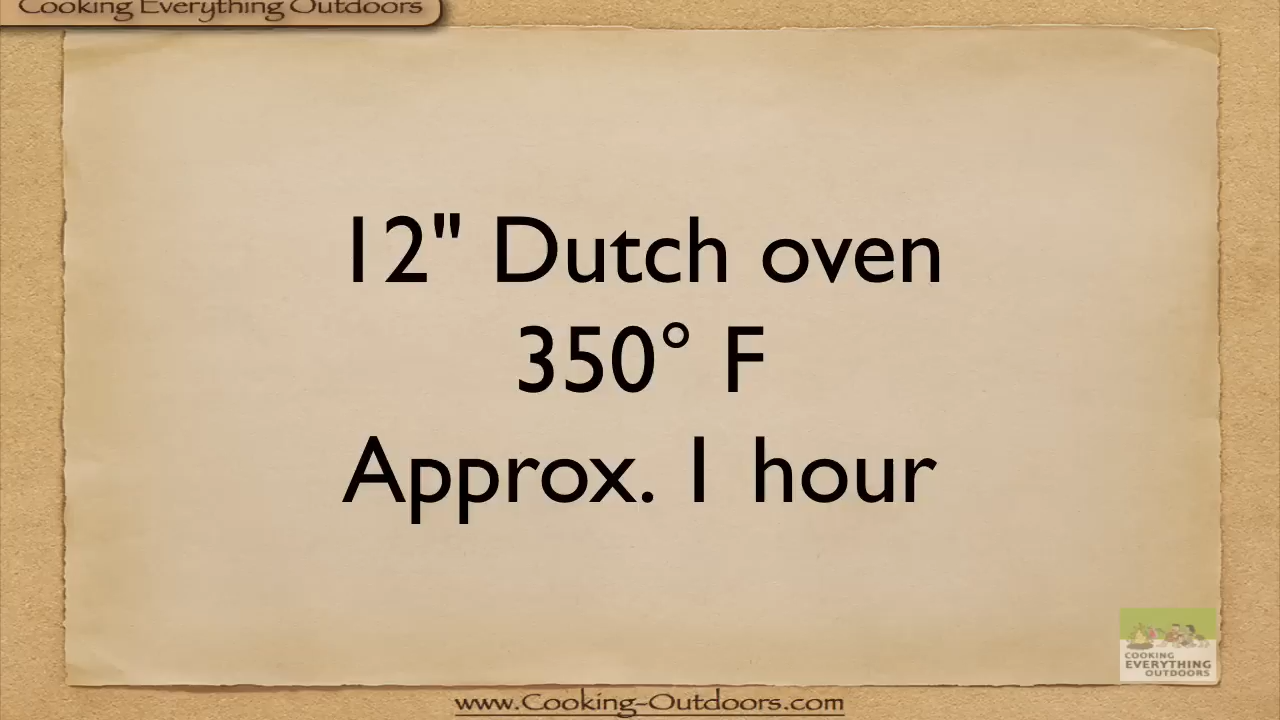 Cooking Everything Outdoors
12" Dutch oven
350° F
Approx. 1 hour
COOKING
EVERYTHING
OUTDOORS
www.Cooking-Outdoors.com